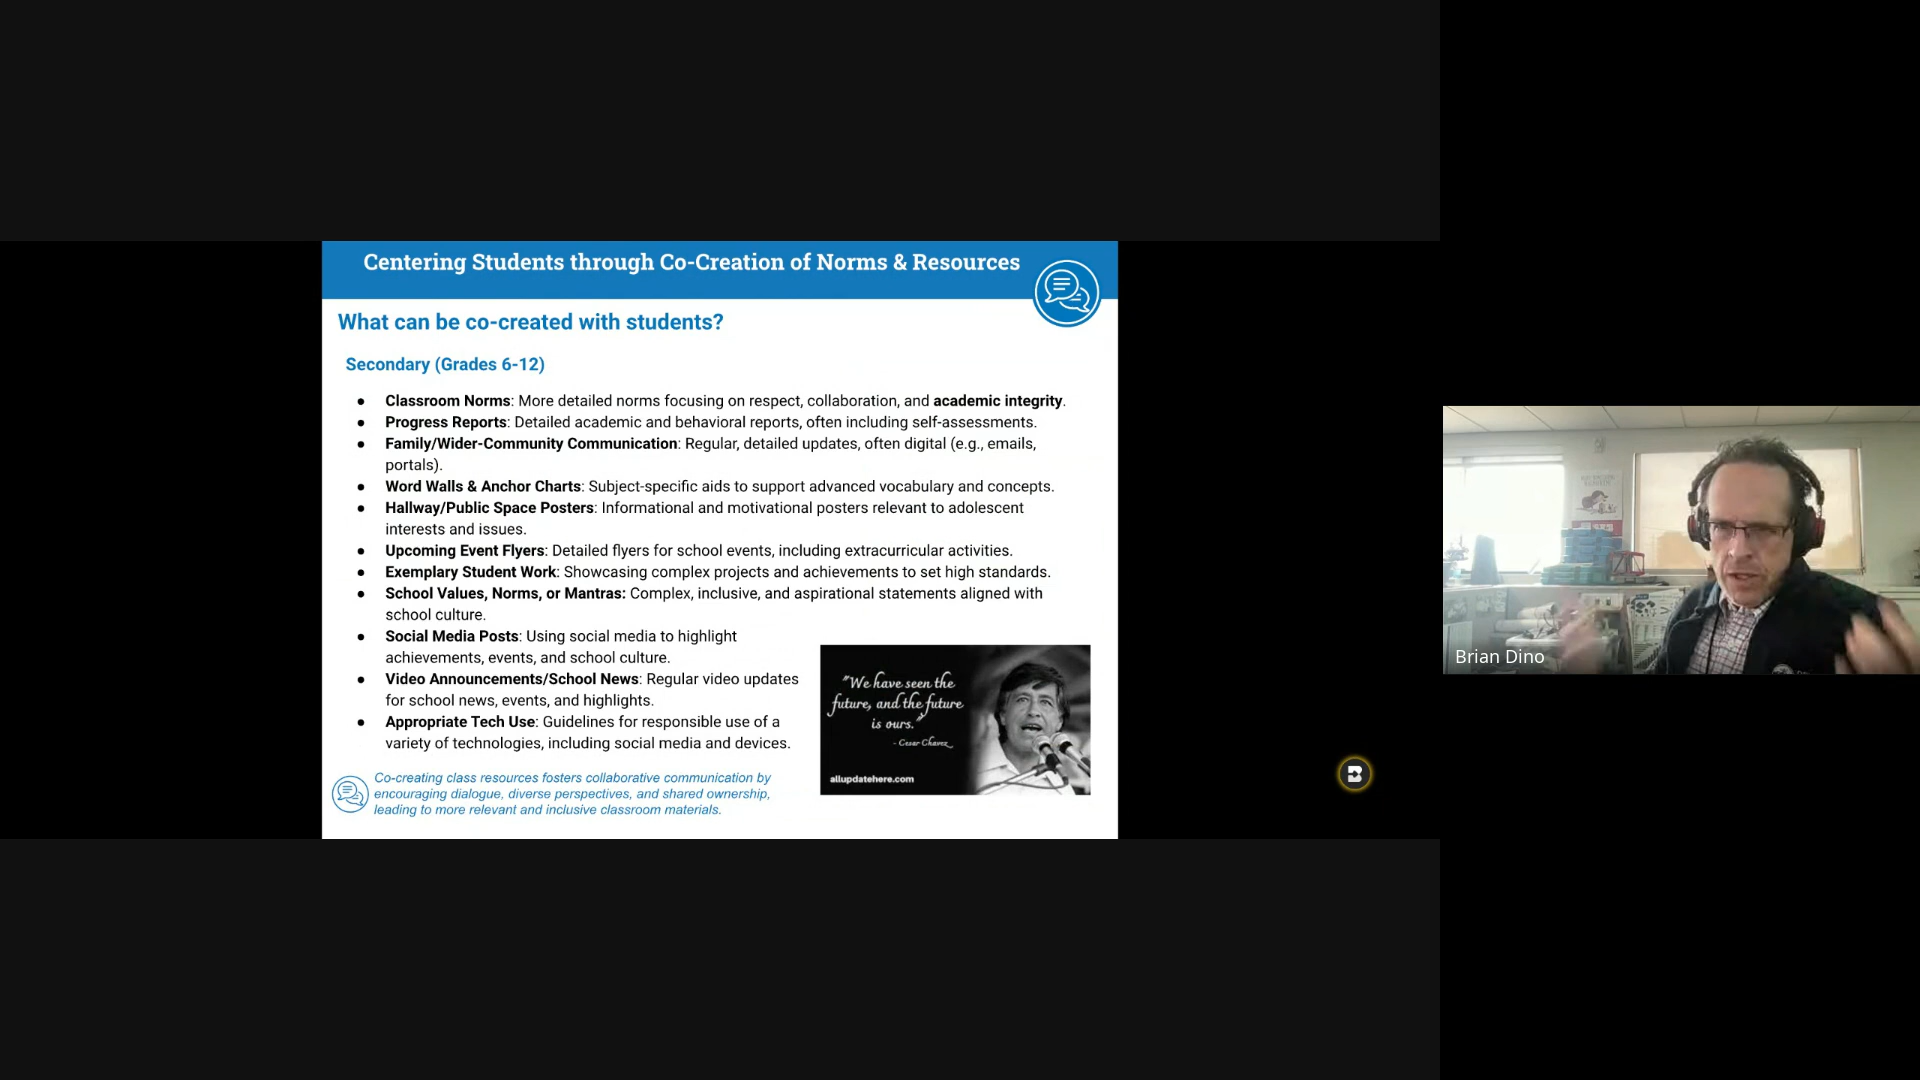 Centering Students through Co-Creation of Norms & Resources
What can be co-created with students?
Secondary (Grades 6-12)
● Classroom Norms: More detailed norms focusing on respect, collaboration, and academic integrity.
● Progress Reports: Detailed academic and behavioral reports, often including self-assessments.
● Family/Wider-Community Communication: Regular, detailed updates, often digital (e.g., emails,
portals).
● Word Walls & Anchor Charts: Subject-specific aids to support advanced vocabulary and concepts.
● Hallway/Public Space Posters: Informational and motivational posters relevant to adolescent
interests and issues.
● Upcoming Event Flyers: Detailed flyers for school events, including extracurricular activities.
● Exemplary Student Work: Showcasing complex projects and achievements to set high standards.
● School Values, Norms, or Mantras: Complex, inclusive, and aspirational statements aligned with
school culture.
● Social Media Posts: Using social media to highlight
achievements, events, and school culture.
● Video Announcements/School News: Regular video updates
for school news, events, and highlights.
● Appropriate Tech Use: Guidelines for responsible use of a
variety of technologies, including social media and devices.
"We have seen the
future, and the future
is ours."
- Cesar Chavez
allupdatehere.com
Co-creating class resources fosters collaborative communication by
encouraging dialogue, diverse perspectives, and shared ownership,
leading to more relevant and inclusive classroom materials.
Brian Dino